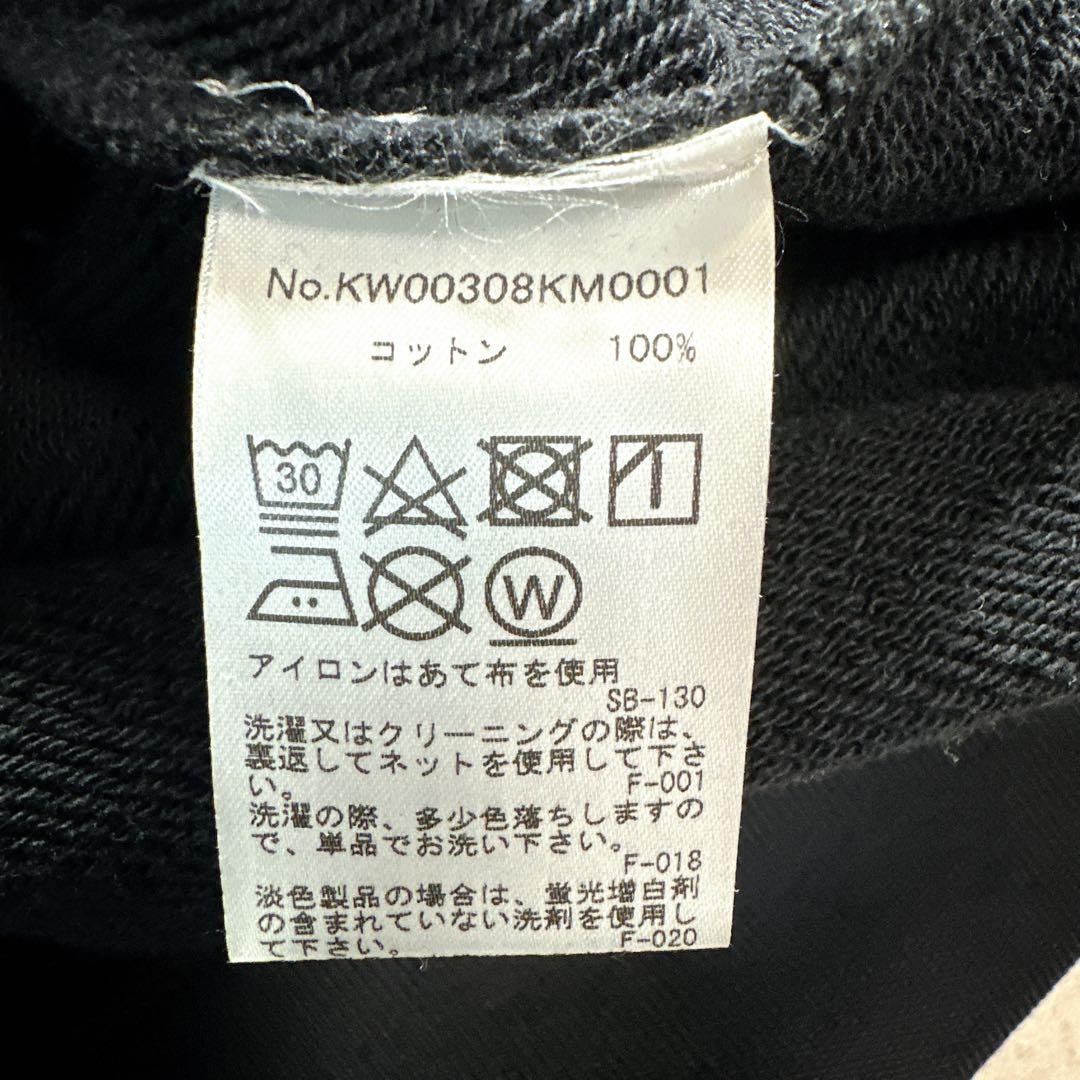 No.KW00308KM0001
コットン 100%
30
W
アイロンはあて布を使用
SB-130
洗濯又はクリーニングの際は、
裏返してネットを使用して下さ
い。 F-001
洗濯の際、多少色落ちしますの
で、単品でお洗い下さい。
F-018
淡色製品の場合は、蛍光増白剤
の含まれていない洗剤を使用し
て下さい。 F-020